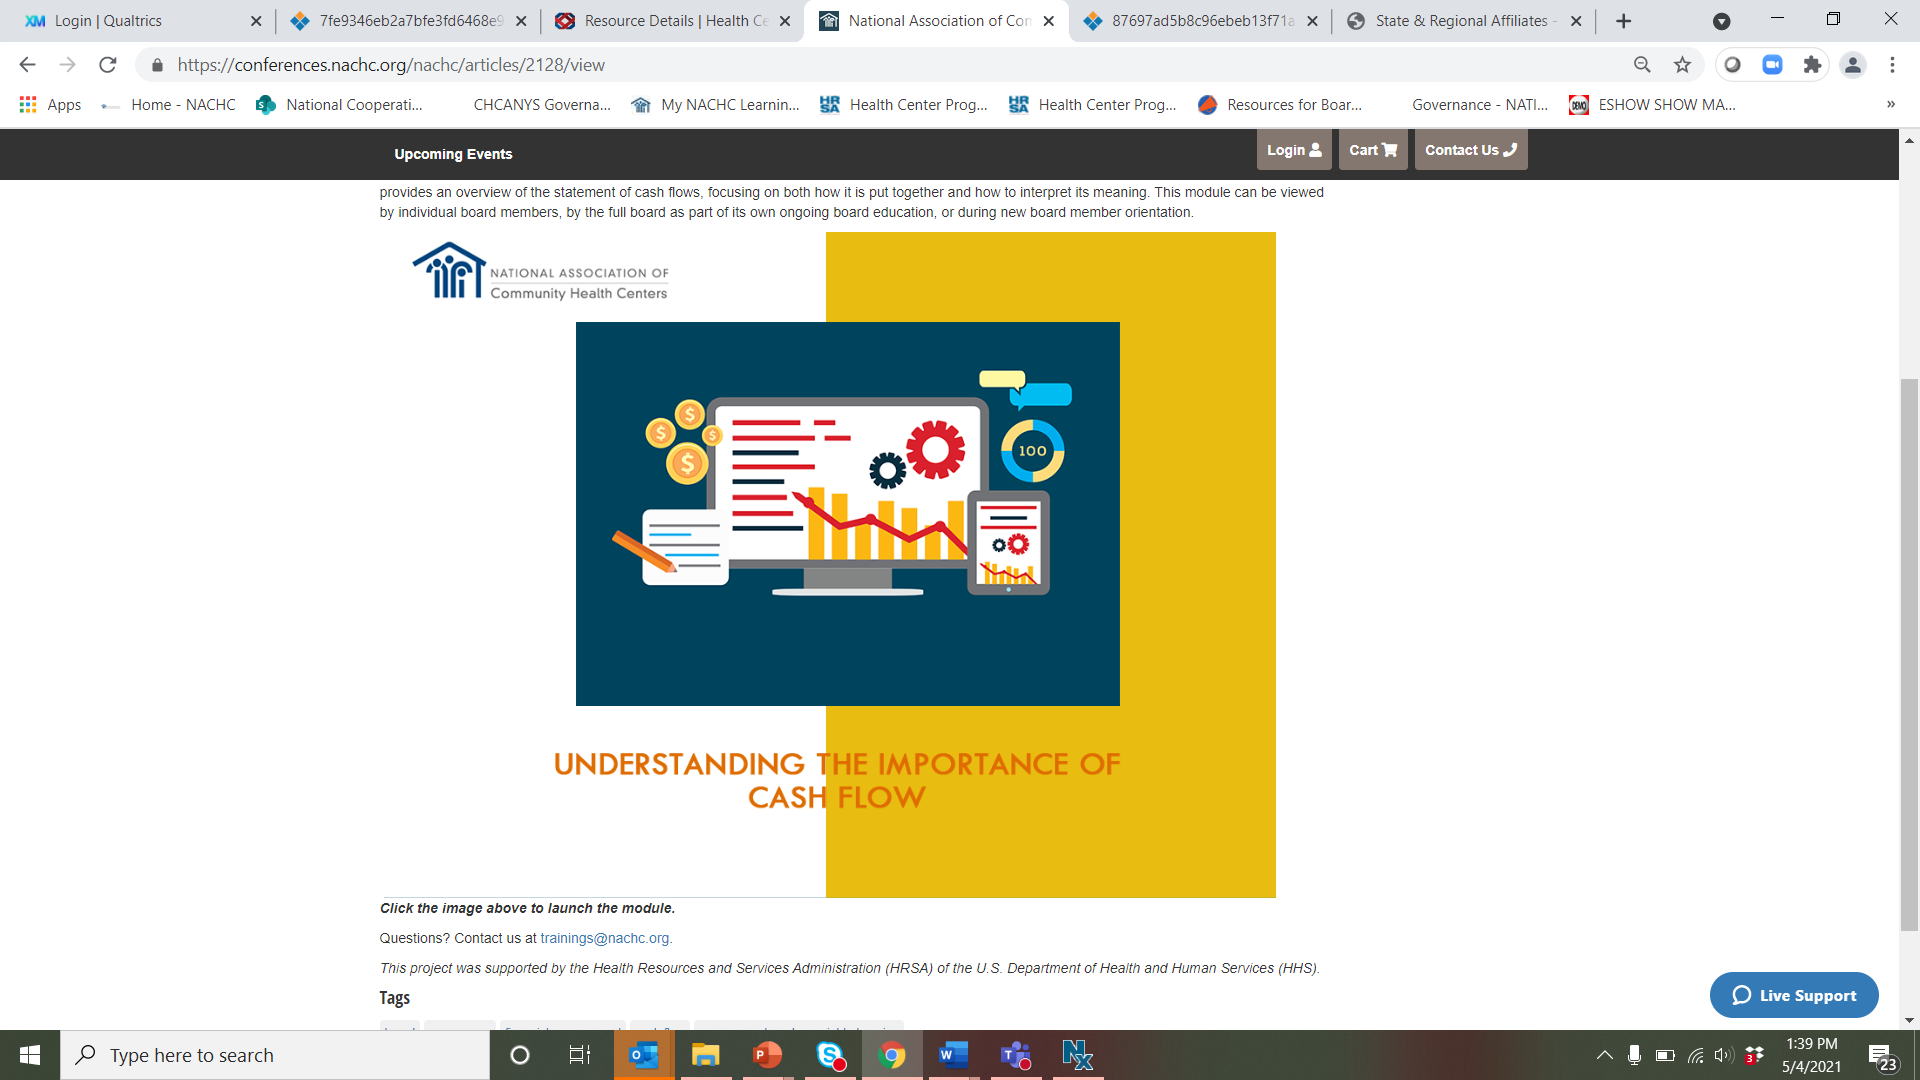 Login | Qualtrics
7fe9346eb2a7bfe3fd6468e9
Resource Details | Health Ce
National Association of Con
87697ad5b8c96ebeb13f71a
State & Regional Affiliates -
https://conferences.nachc.org/nachc/articles/2128/view
Apps
Home - NACHC
National Cooperati...
CHCANYS Governa...
My NACHC Learnin...
HRSA
Health Center Prog...
HRSA
Health Center Prog...
Resources for Boar...
Governance - NATI...
DEMO
ESHOW SHOW MA...
Upcoming Events
Login
Cart
Contact Us
provides an overview of the statement of cash flows, focusing on both how it is put together and how to interpret its meaning. This module can be viewed
by individual board members, by the full board as part of its own ongoing board education, or during new board member orientation.
NATIONAL ASSOCIATION OF
Community Health Centers
$
$
$
$
100
UNDERSTANDING THE IMPORTANCE OF
CASH FLOW
Click the image above to launch the module.
Questions? Contact us at trainings@nachc.org.
This project was supported by the Health Resources and Services Administration (HRSA) of the U.S. Department of Health and Human Services (HHS).
Tags
Live Support
Type here to search
1:39 PM
5/4/2021
3
23